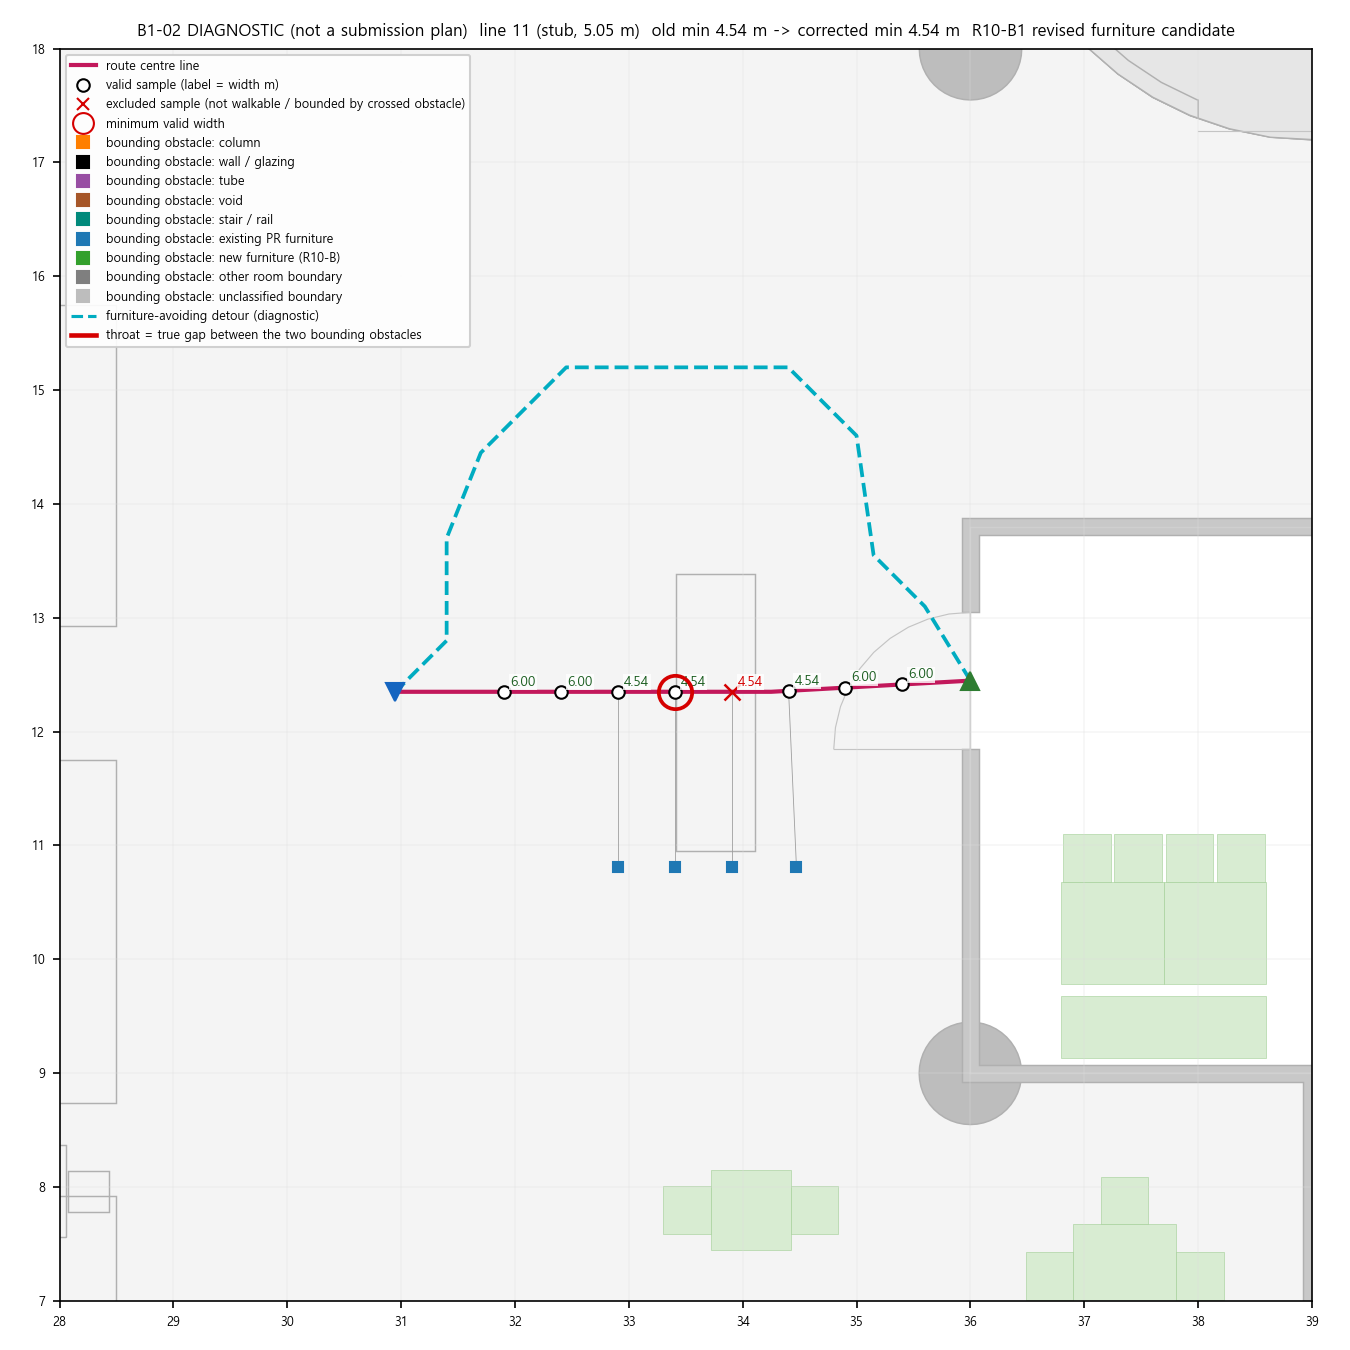 B1-02 DIAGNOSTIC (not a submission plan)  line 11 (stub, 5.05 m)  old min 4.54 m -> corrected min 4.54 m  R10-B1 revised furniture candidate
18
17
16
15
14
13
12
11
10
9
8
7
route centre line
valid sample (label = width m)
excluded sample (not walkable / bounded by crossed obstacle)
minimum valid width
bounding obstacle: column
bounding obstacle: wall / glazing
bounding obstacle: tube
bounding obstacle: void
bounding obstacle: stair / rail
bounding obstacle: existing PR furniture
bounding obstacle: new furniture (R10-B)
bounding obstacle: other room boundary
bounding obstacle: unclassified boundary
furniture-avoiding detour (diagnostic)
throat = true gap between the two bounding obstacles
6.00 6.00 4.54 4.54 4.54 4.54 6.00 6.00
28 29 30 31 32 33 34 35 36 37 38 39